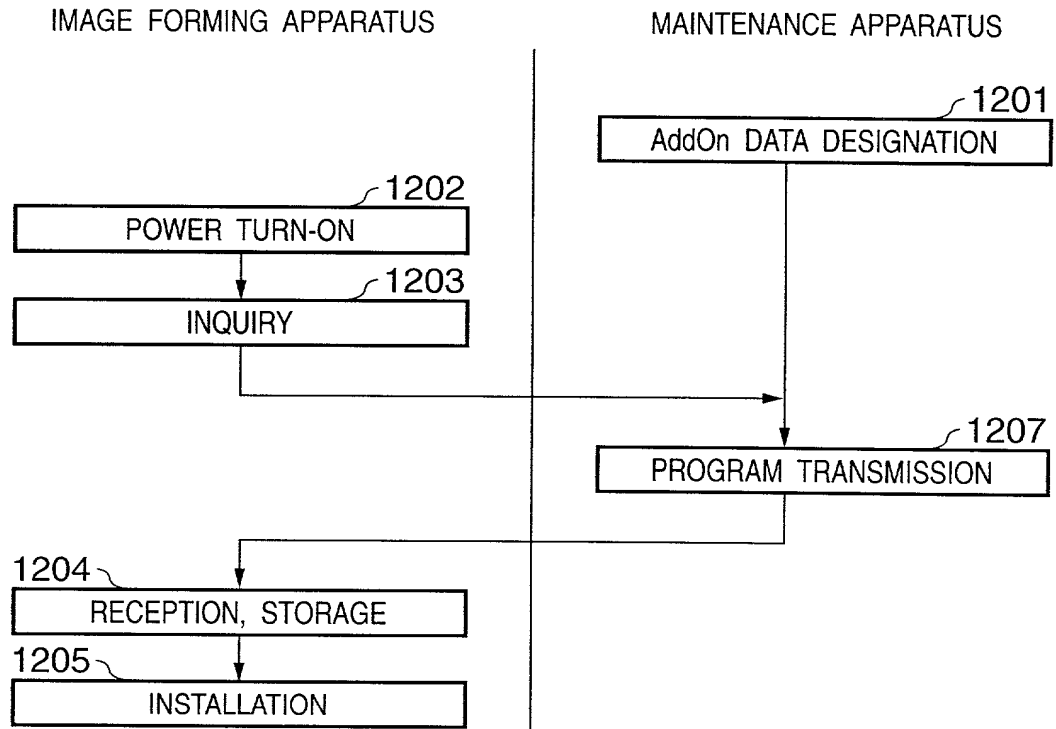 IMAGE FORMING APPARATUS
MAINTENANCE APPARATUS
1201
AddOn DATA DESIGNATION
1202
POWER TURN-ON
1203
INQUIRY
1207
PROGRAM TRANSMISSION
1204
RECEPTION, STORAGE
1205
INSTALLATION